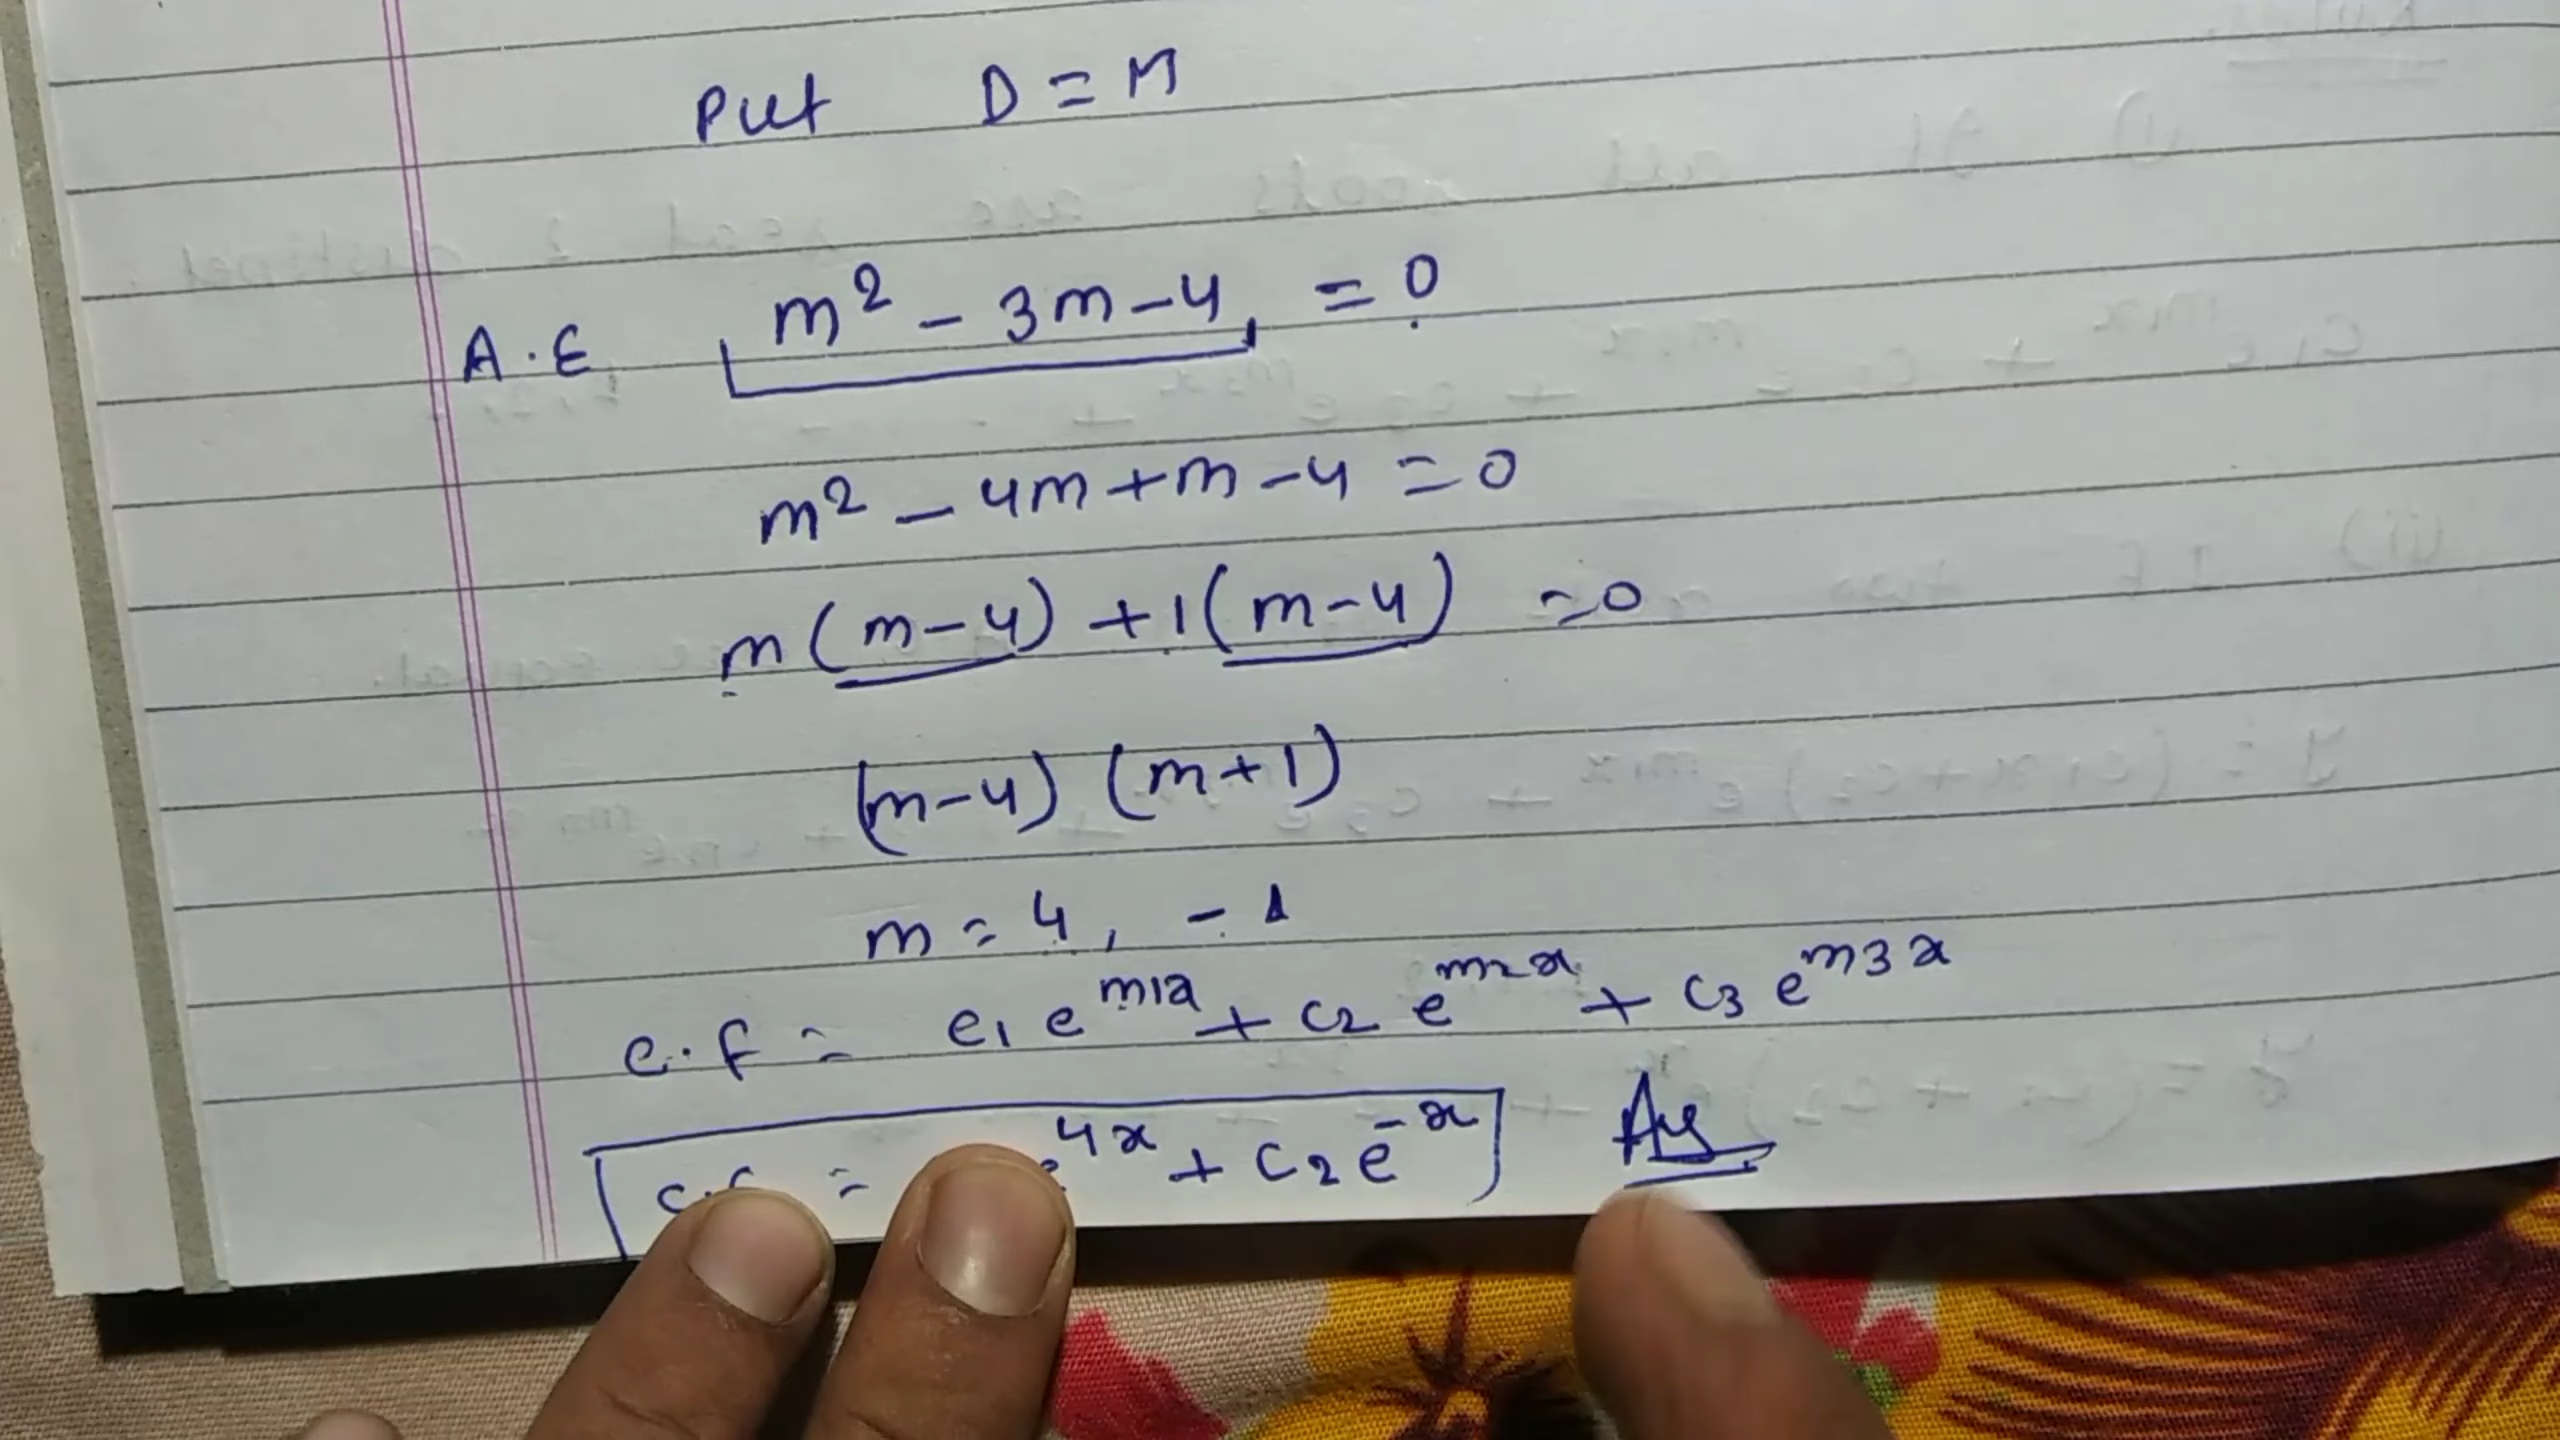 Put D = M
A.E m² - 3m - 4 = 0
m² - 4m + m - 4 = 0
m (m-4) + 1 (m-4) = 0
(m-4) (m+1)
m = 4, -1
C.F = C1 e^m1x + C2 e^m2x + C3 e^m3x
C.F = e^4x + C2 e^-x Ans